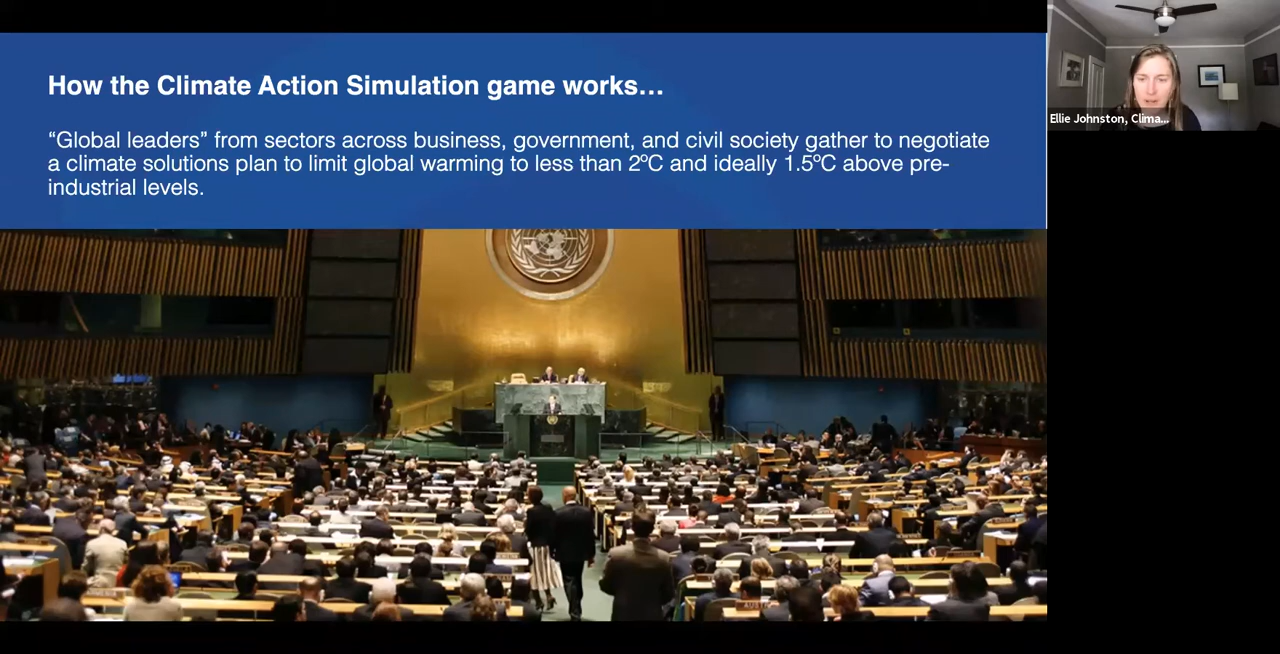 How the Climate Action Simulation game works…
“Global leaders” from sectors across business, government, and civil society gather to negotiate
a climate solutions plan to limit global warming to less than 2ºC and ideally 1.5ºC above pre-
industrial levels.
Ellie Johnston, Clima...